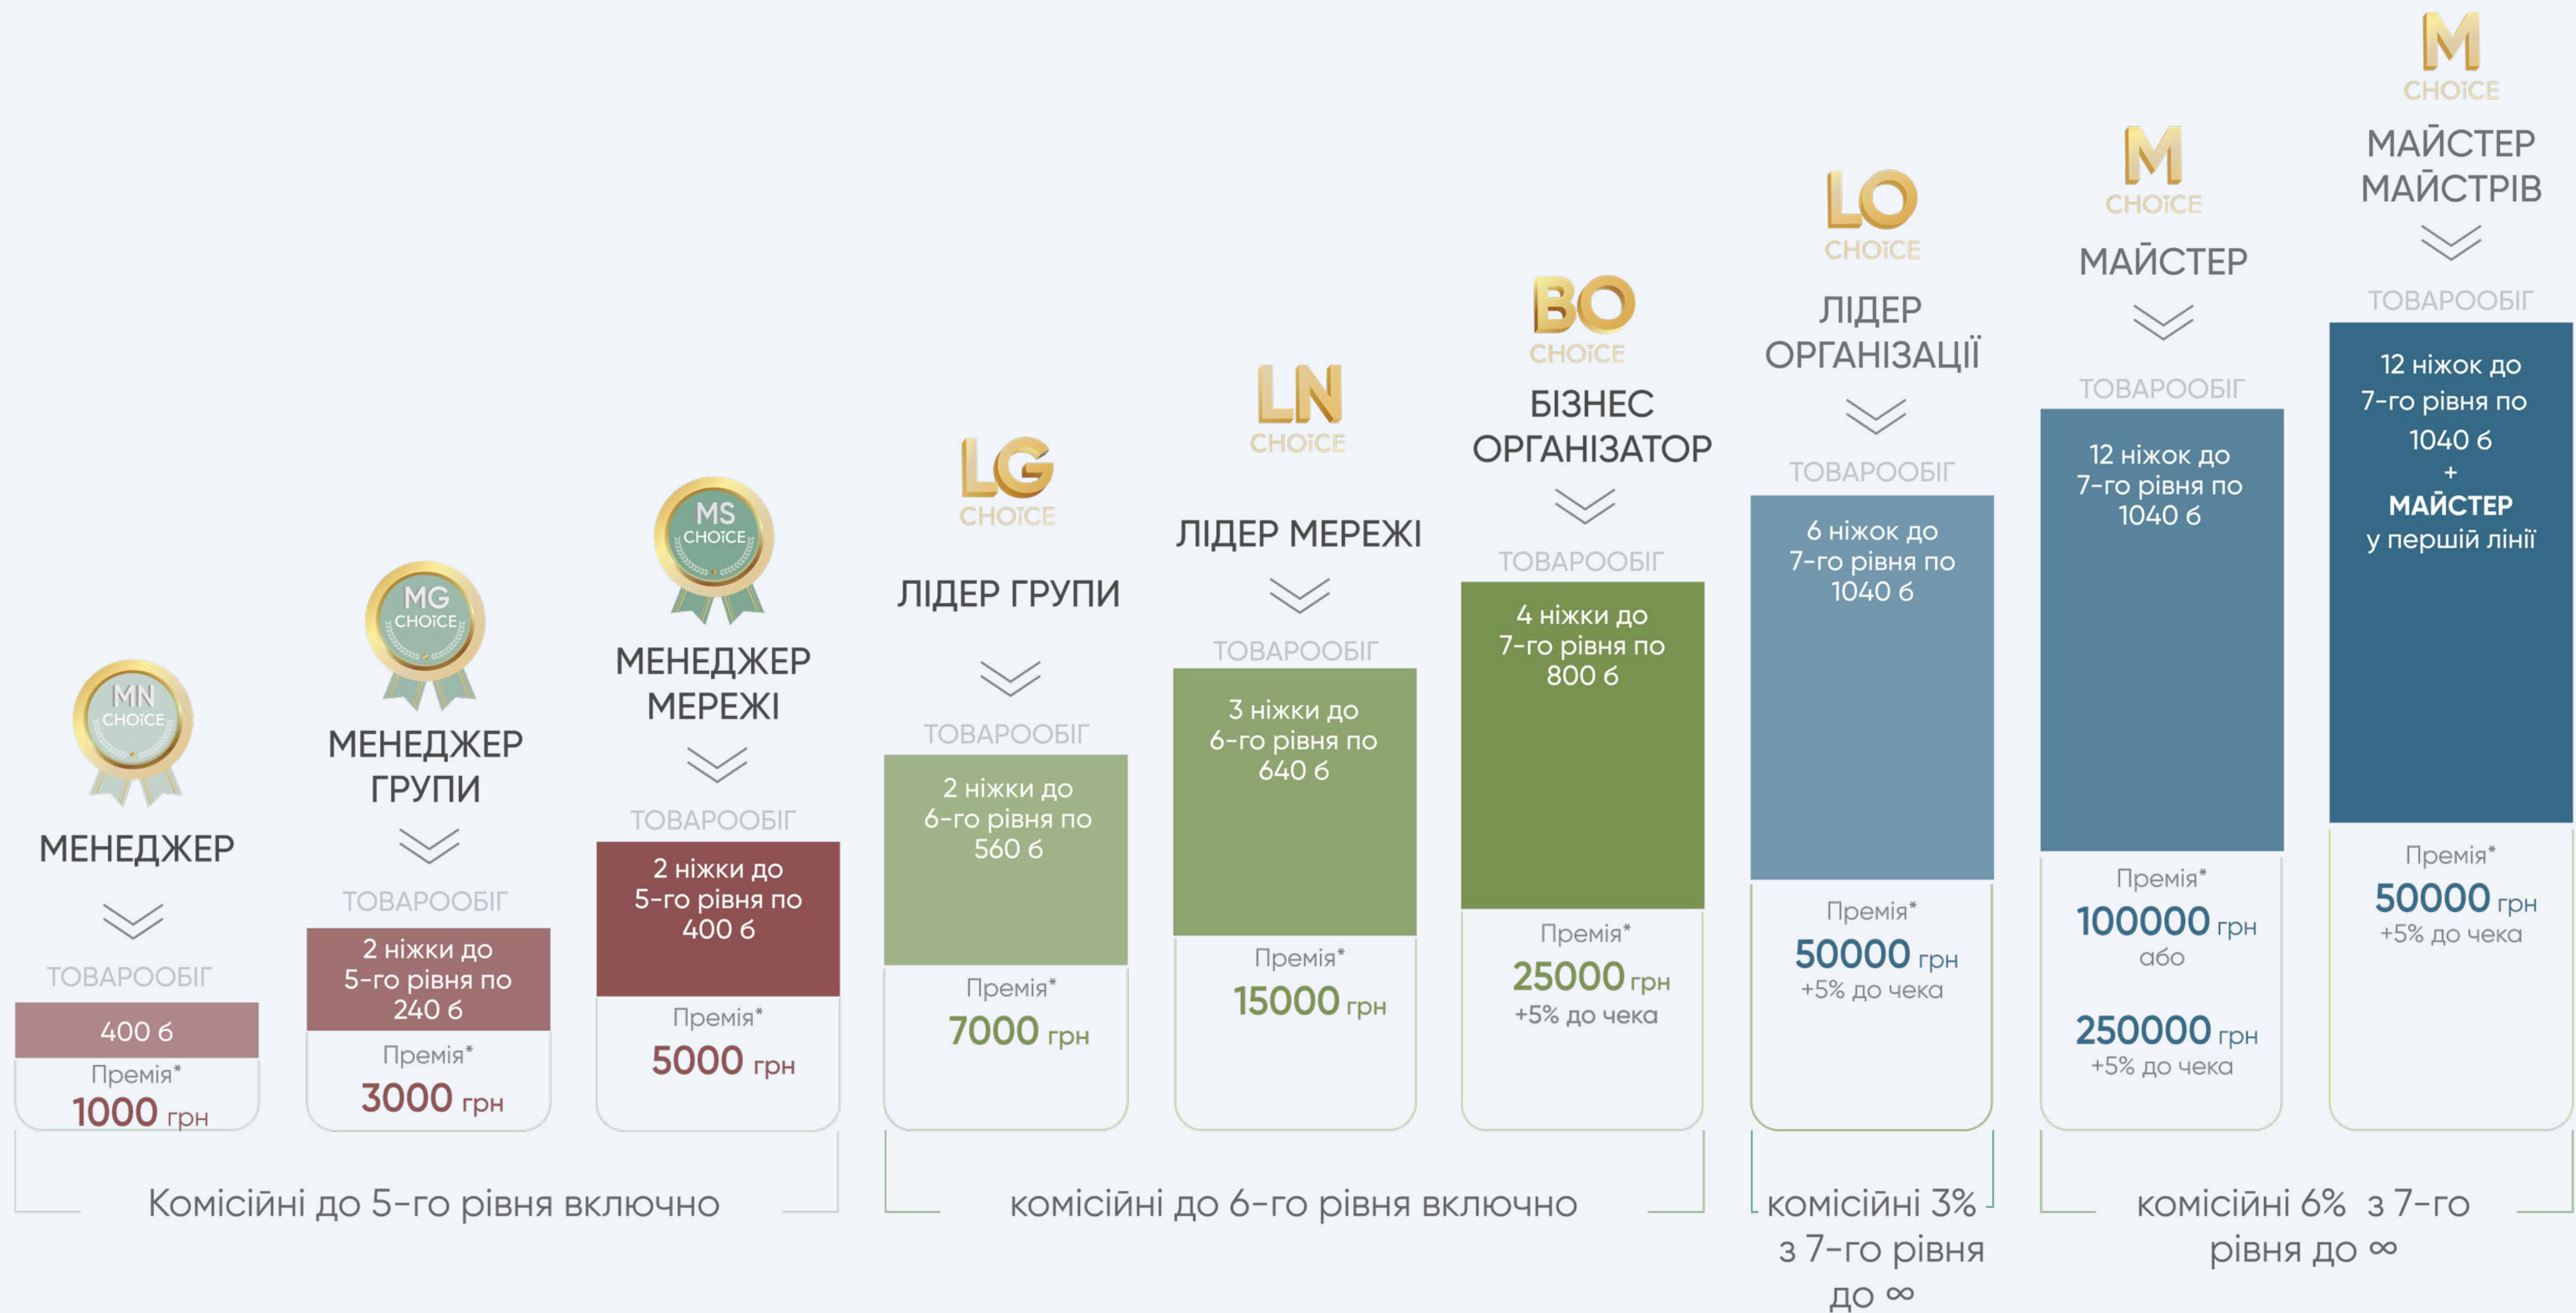 MN
CHOICE
МЕНЕДЖЕР
ТОВАРООБІГ
400 б
Премія*
1000 грн
MG
CHOICE
МЕНЕДЖЕР
ГРУПИ
ТОВАРООБІГ
2 ніжки до
5-го рівня по
240 б
Премія*
3000 грн
MS
CHOICE
МЕНЕДЖЕР
МЕРЕЖІ
ТОВАРООБІГ
2 ніжки до
5-го рівня по
400 б
Премія*
5000 грн
Комісійні до 5-го рівня включно
LG
CHOICE
ЛІДЕР ГРУПИ
ТОВАРООБІГ
2 ніжки до
6-го рівня по
560 б
Премія*
7000 грн
LN
CHOICE
ЛІДЕР МЕРЕЖІ
ТОВАРООБІГ
3 ніжки до
6-го рівня по
640 б
Премія*
15000 грн
BO
CHOICE
БІЗНЕС
ОРГАНІЗАТОР
ТОВАРООБІГ
4 ніжки до
7-го рівня по
800 б
Премія*
25000 грн
+5% до чека
комісійні до 6-го рівня включно
LO
CHOICE
ЛІДЕР
ОРГАНІЗАЦІЇ
ТОВАРООБІГ
6 ніжок до
7-го рівня по
1040 б
Премія*
50000 грн
+5% до чека
комісійні 3%
з 7-го рівня
до ∞
M
CHOICE
МАЙСТЕР
ТОВАРООБІГ
12 ніжок до
7-го рівня по
1040 б
Премія*
100000 грн
або
250000 грн
+5% до чека
M
CHOICE
МАЙСТЕР
МАЙСТРІВ
ТОВАРООБІГ
12 ніжок до
7-го рівня по
1040 б
+
МАЙСТЕР
у першій лінії
Премія*
50000 грн
+5% до чека
комісійні 6% з 7-го
рівня до ∞